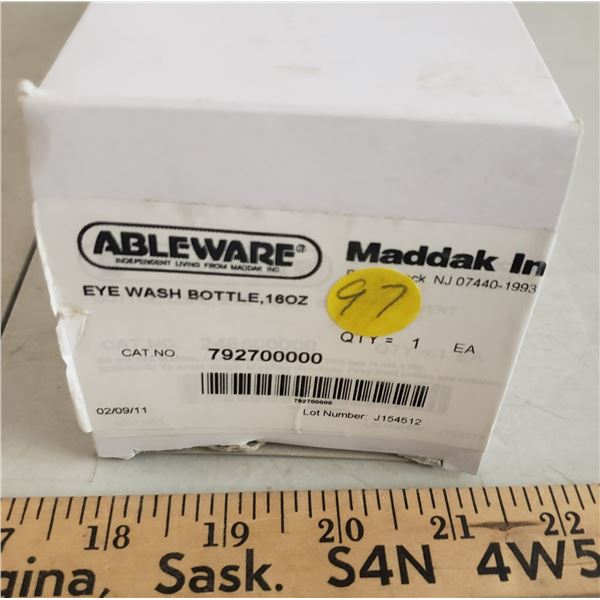 ABLEWARE®
INDEPENDENT LIVING FROM MADDAK INC
Maddak In
ck NJ 07440-1993
EYE WASH BOTTLE,16OZ
97
QTY = 1 EA
CAT.NO. 792700000
792700000
02/09/11 Lot Number: J154512
7 18 19 20 21 22
gina, Sask. S4N 4W5